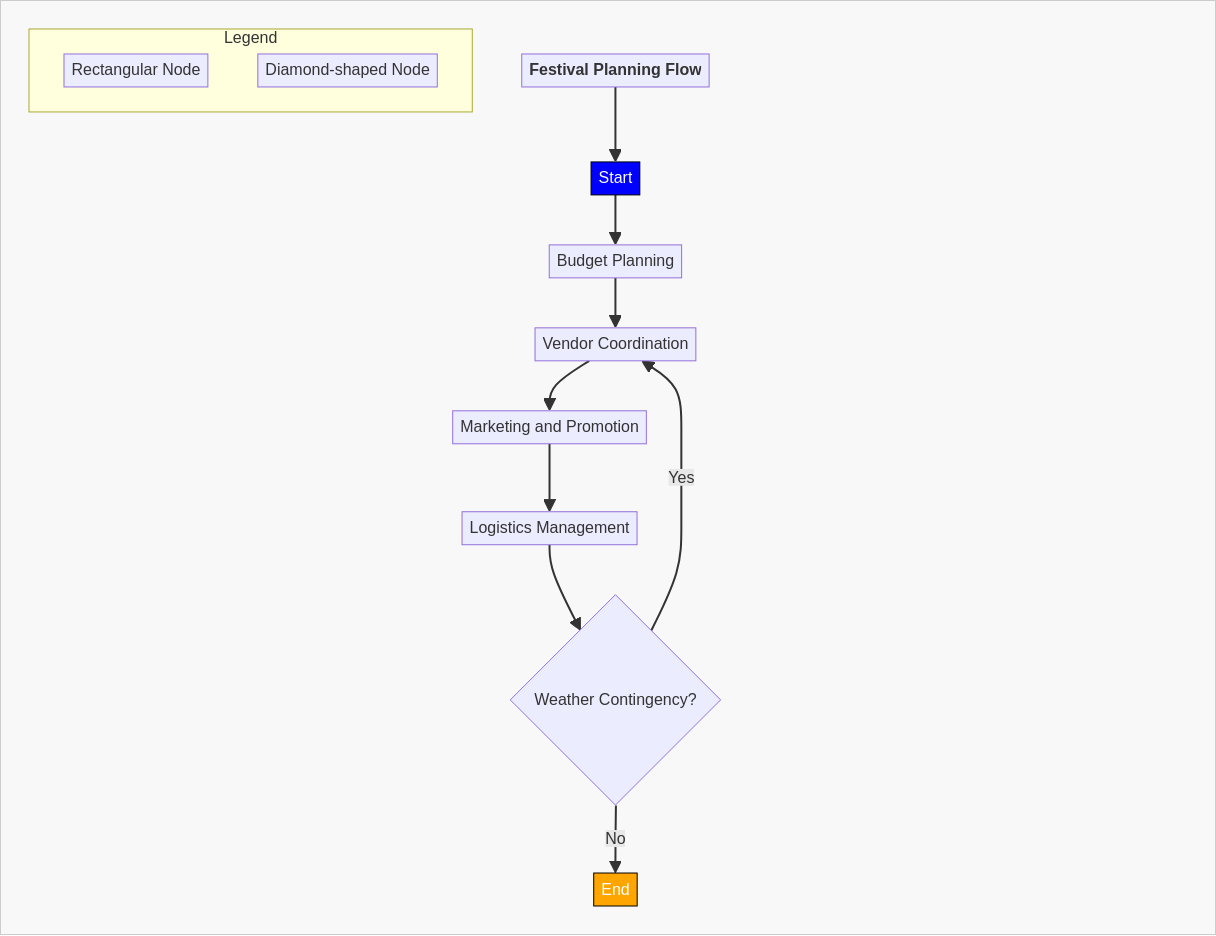 Legend
Rectangular Node
Diamond-shaped Node
Festival Planning Flow
Start
Budget Planning
Vendor Coordination
Marketing and Promotion
Yes
Logistics Management
Weather Contingency?
No
End